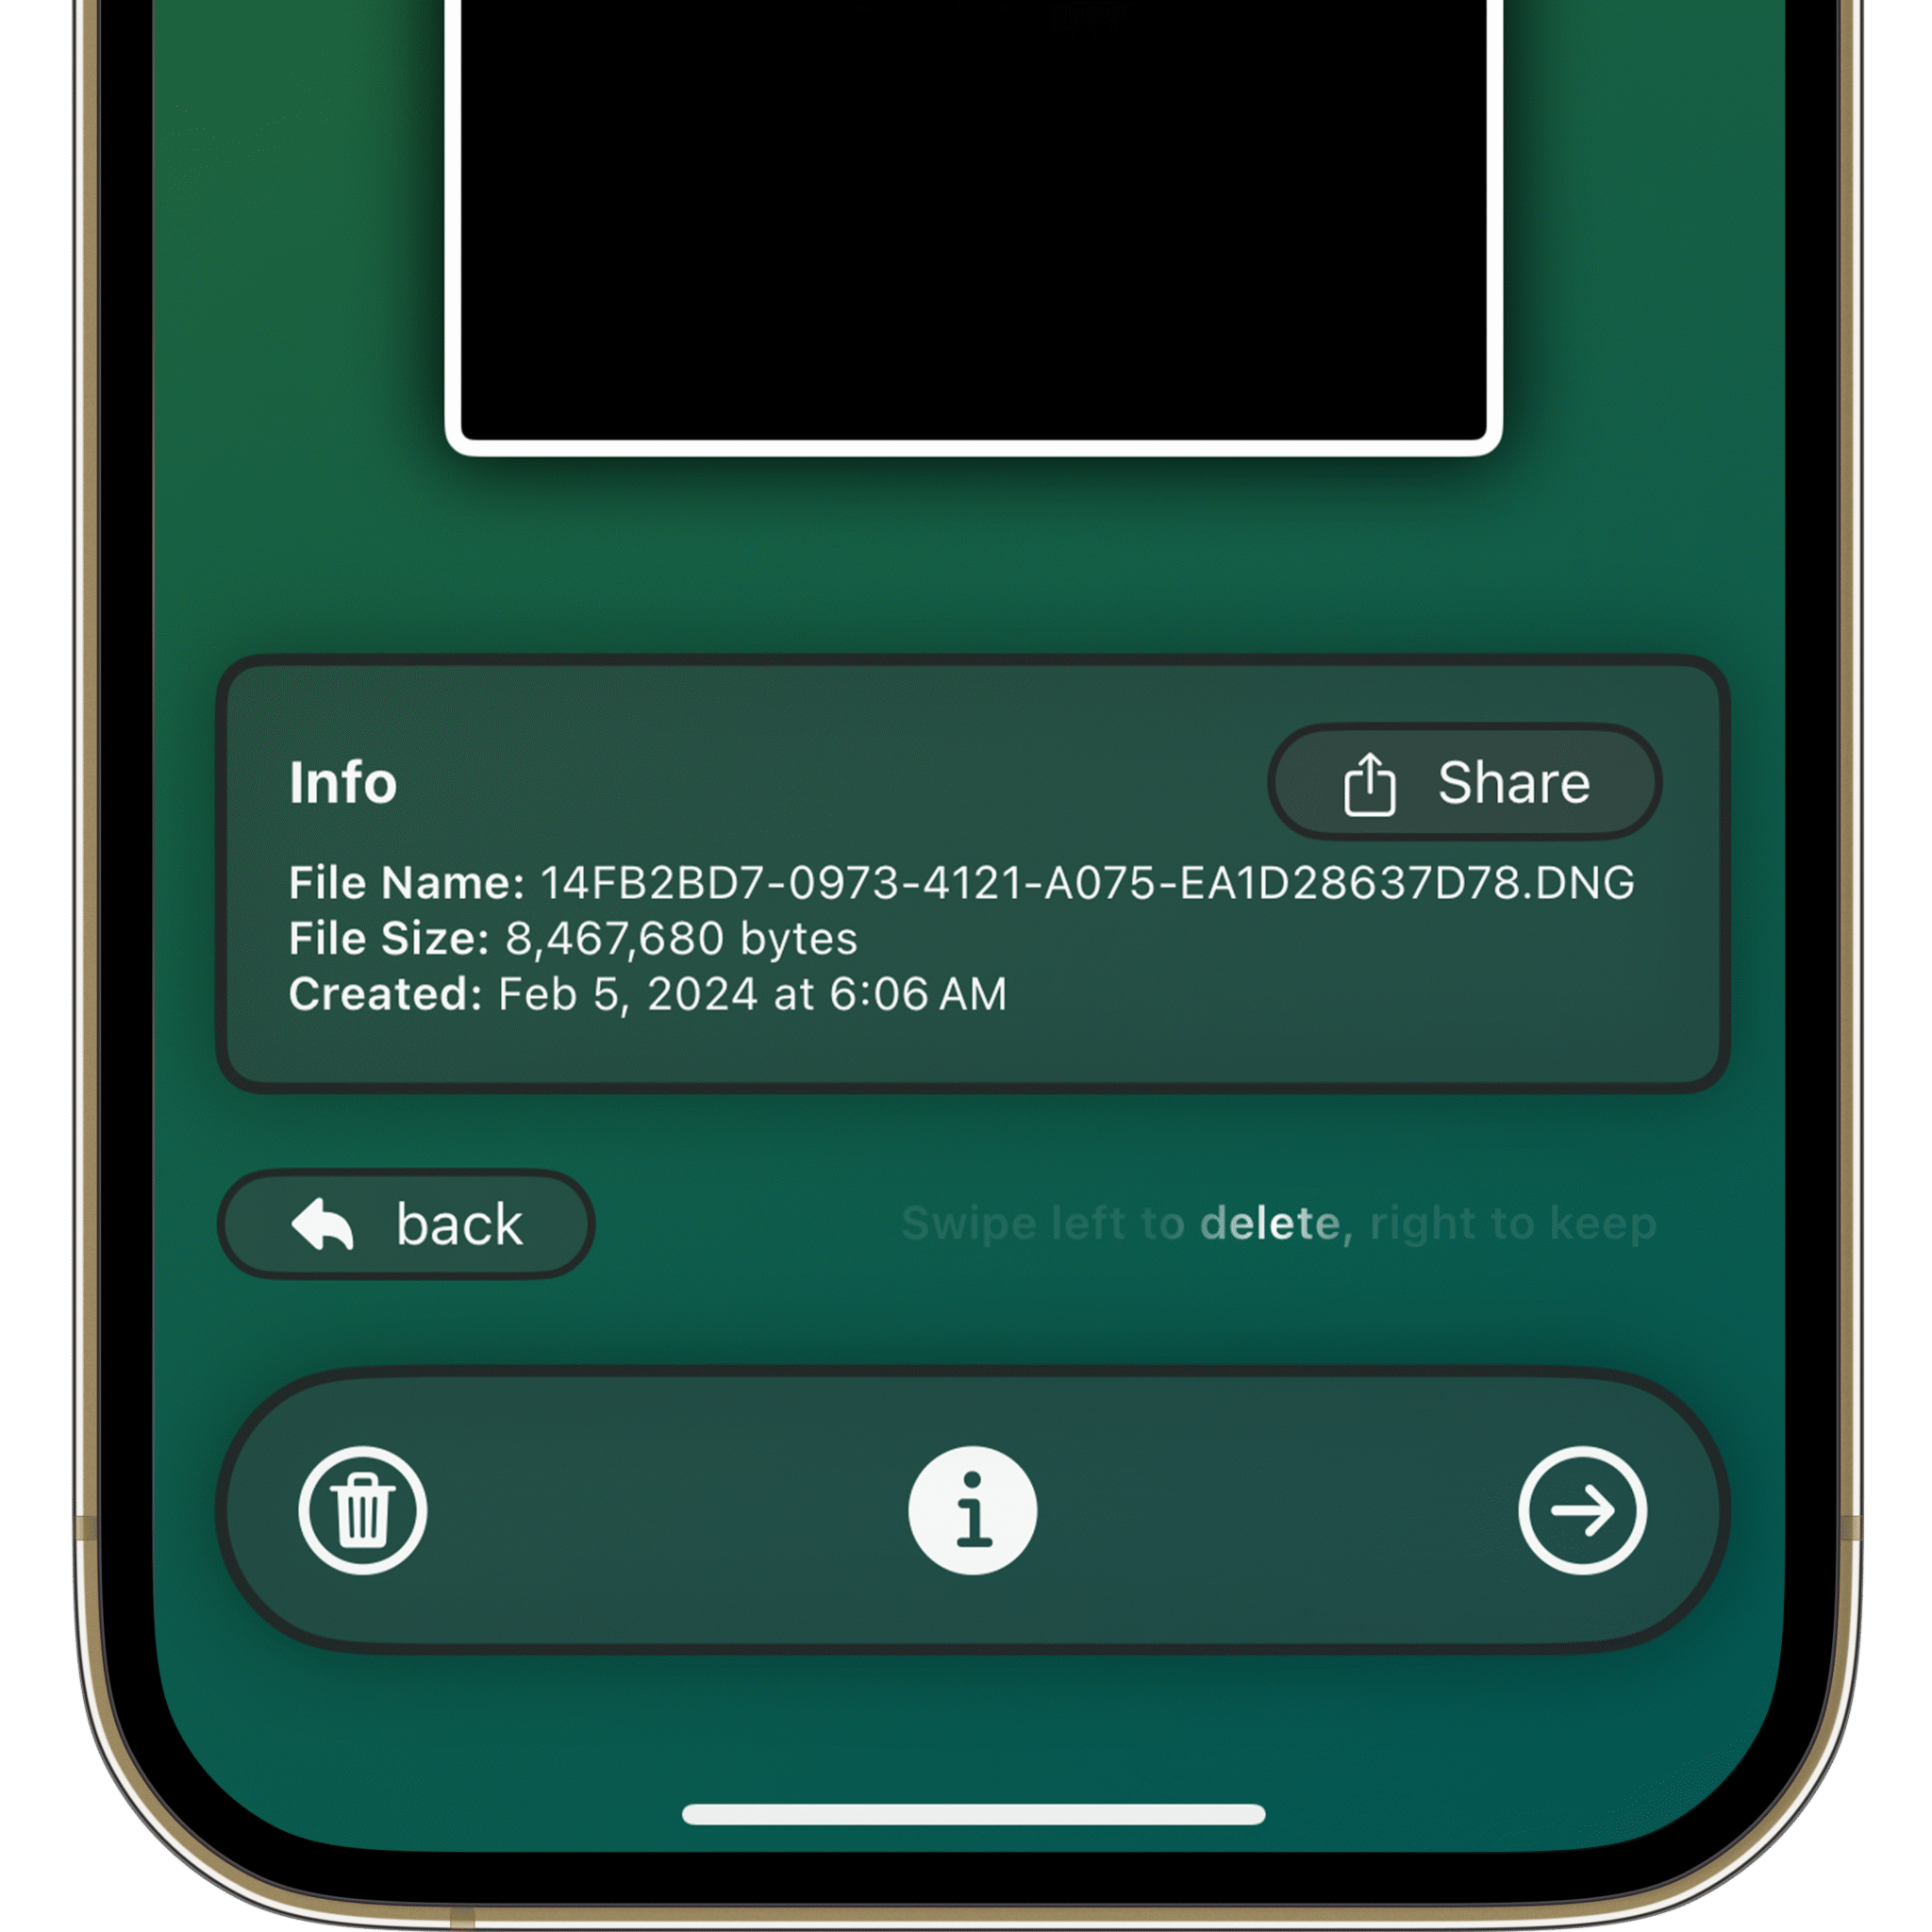 Info
Share
File Name: 14FB2BD7-0973-4121-A075-EA1D28637D78.DNG
File Size: 8,467,680 bytes
Created: Feb 5, 2024 at 6:06 AM
back
Swipe left to delete, right to keep